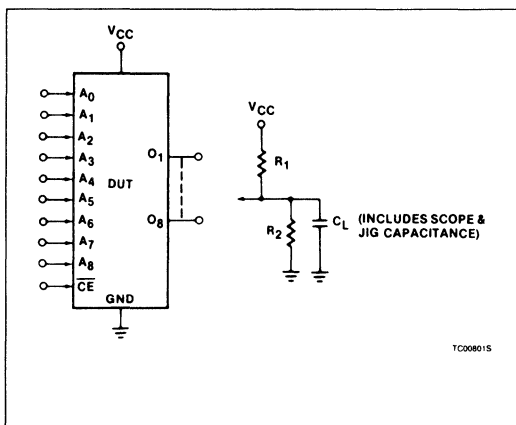 VCC
A0
A1
A2
A3
A4
A5
A6
A7
A8
CE
DUT
O1
O8
GND
VCC
R1
R2
CL
(INCLUDES SCOPE &
JIG CAPACITANCE)
TC00801S